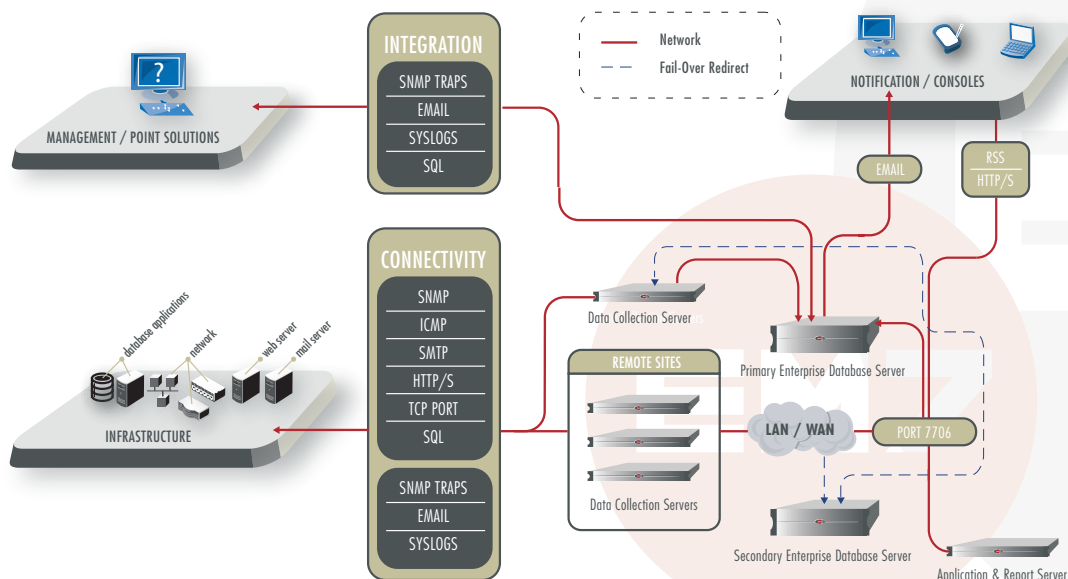 INTEGRATION
SNMP TRAPS
EMAIL
SYSLOGS
SQL
?
MANAGEMENT / POINT SOLUTIONS
Network
Fail-Over Redirect
NOTIFICATION / CONSOLES
EMAIL
RSS
HTTP/S
CONNECTIVITY
SNMP
ICMP
SMTP
HTTP/S
TCP PORT
SQL
SNMP TRAPS
EMAIL
SYSLOGS
database applications
network
web server
mail server
INFRASTRUCTURE
Data Collection Servers
REMOTE SITES
Data Collection Servers
Primary Enterprise Database Server
LAN / WAN
PORT 7706
Secondary Enterprise Database Server
Application & Report Server